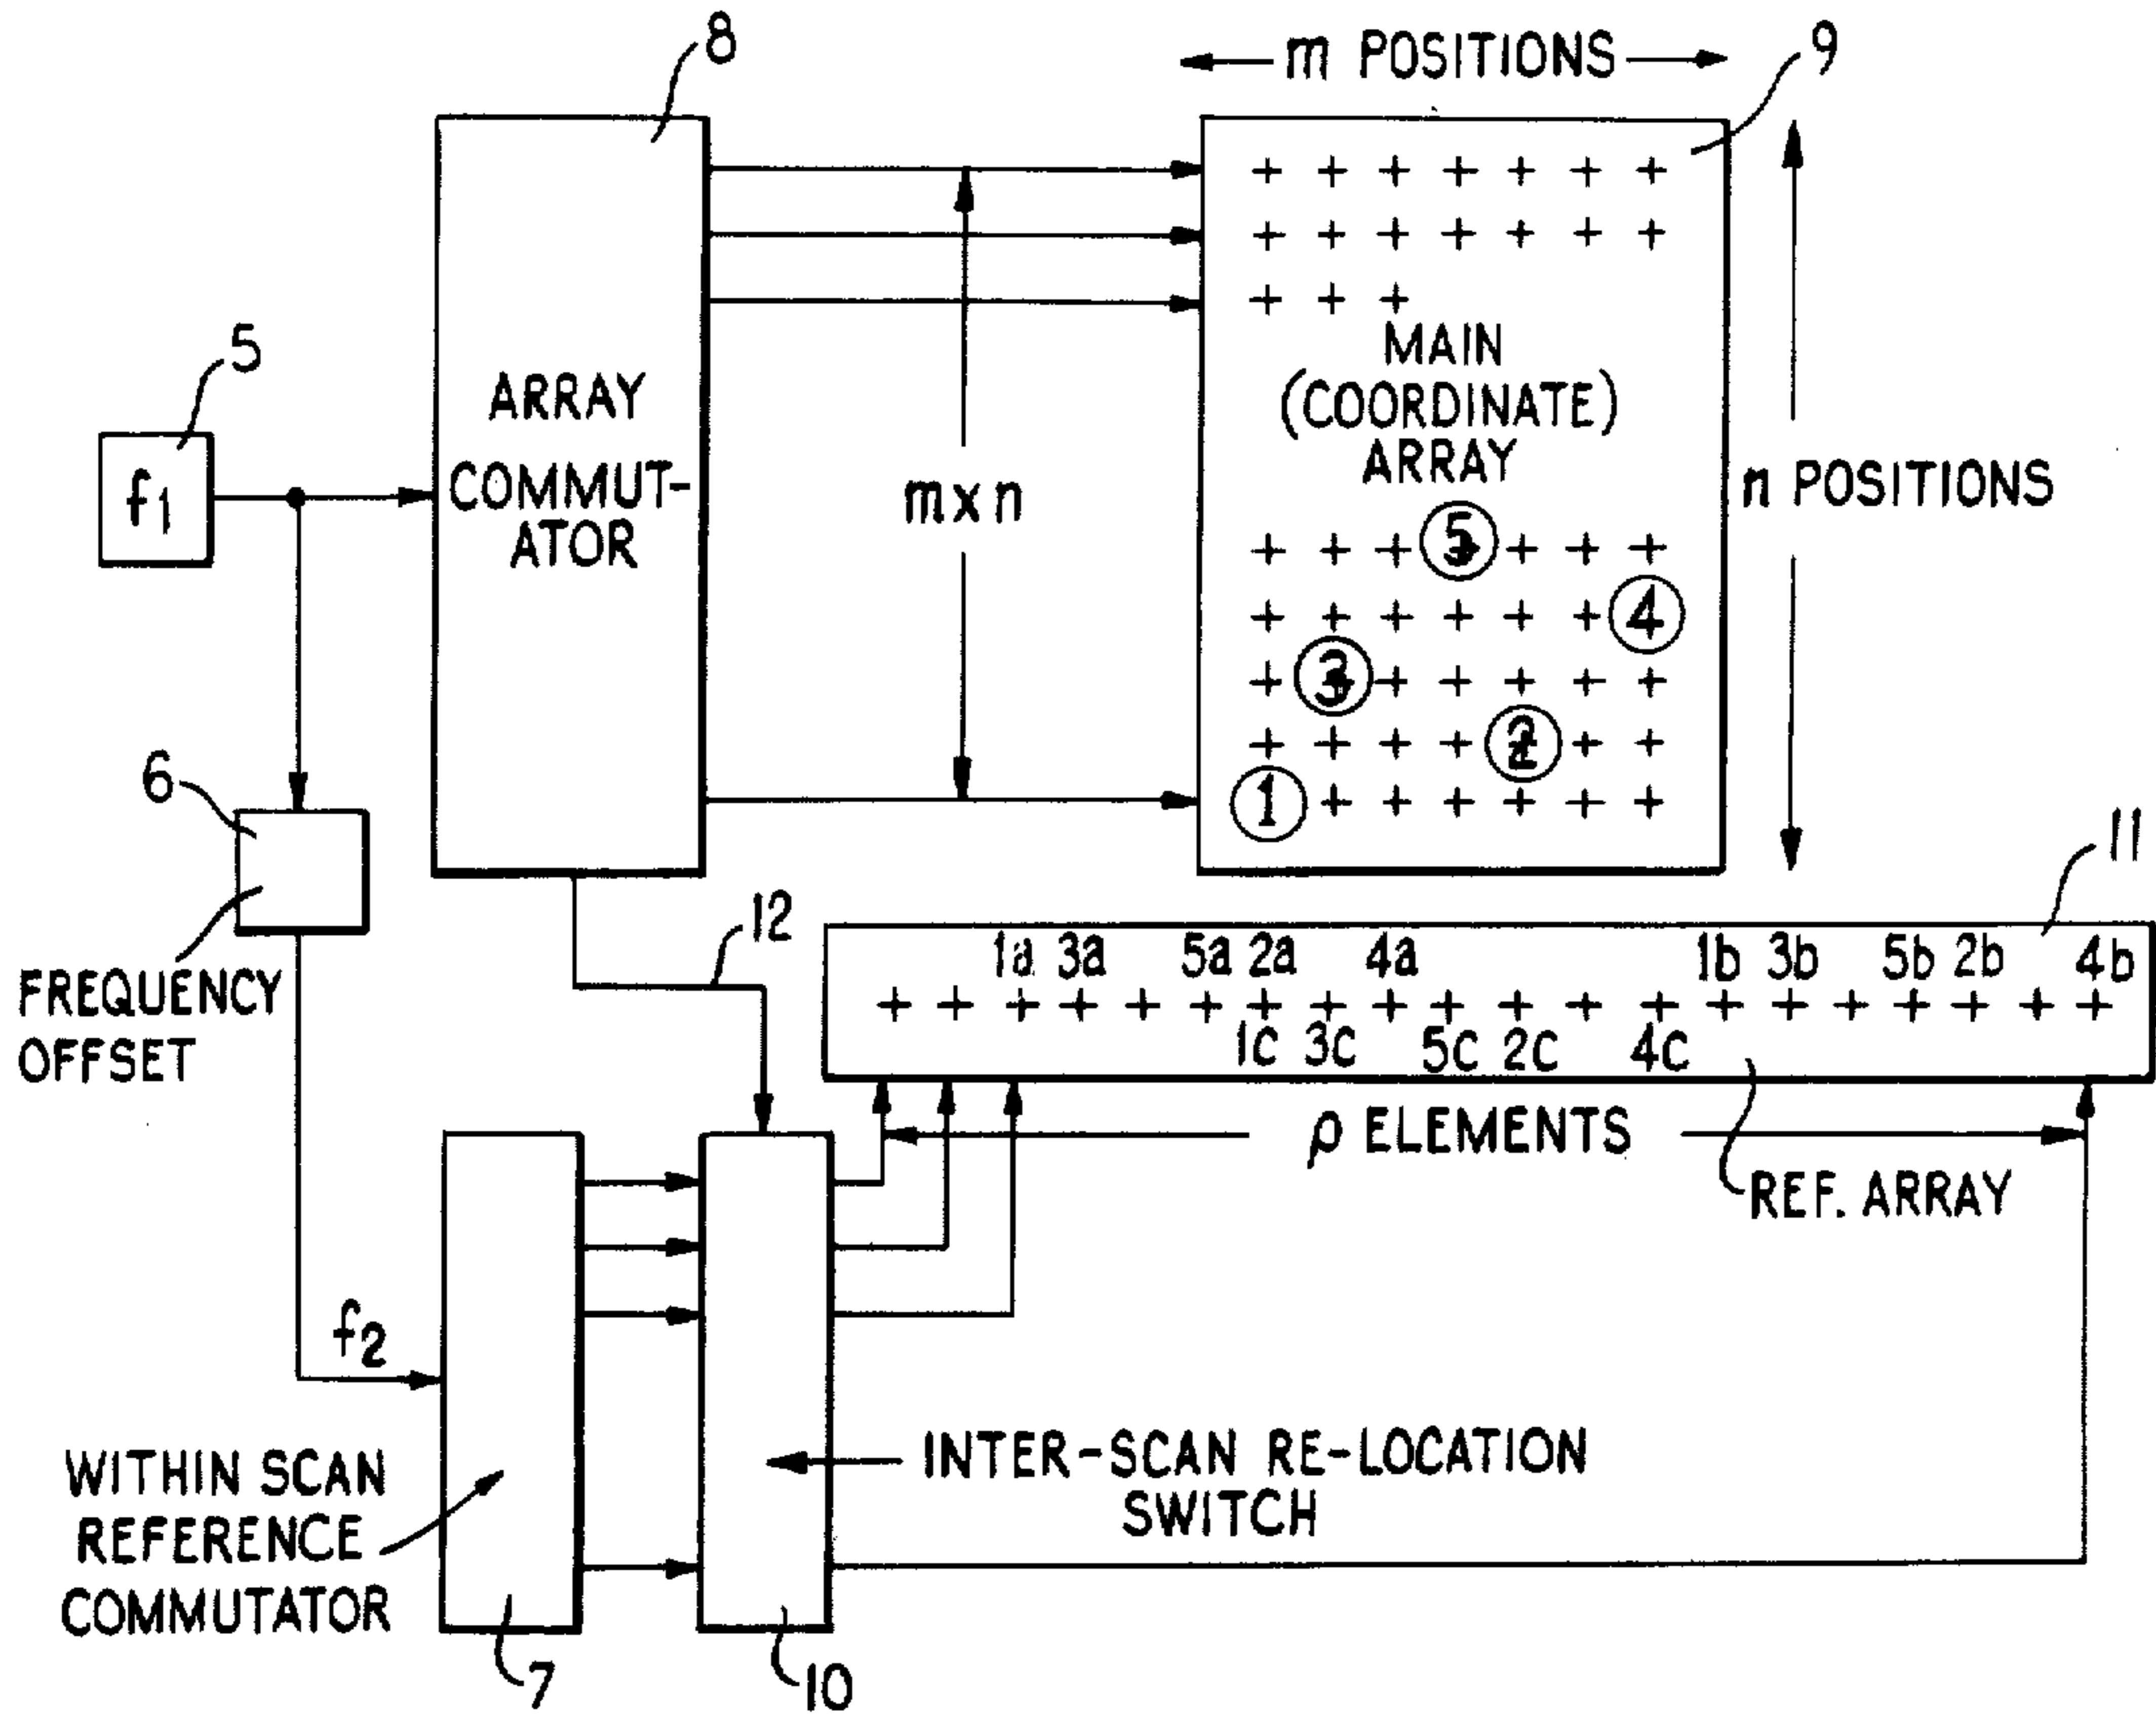 8
m POSITIONS
9
5
f1
ARRAY
COMMUT-
ATOR
m x n
MAIN
(COORDINATE)
ARRAY
n POSITIONS
5
4
3
2
1
6
FREQUENCY
OFFSET
12
11
1a 3a 5a 2a 4a 1b 3b 5b 2b 4b
1c 3c 5c 2c 4c
ρ ELEMENTS
REF. ARRAY
f2
WITHIN SCAN
REFERENCE
COMMUTATOR
INTER-SCAN RE-LOCATION
SWITCH
7
10